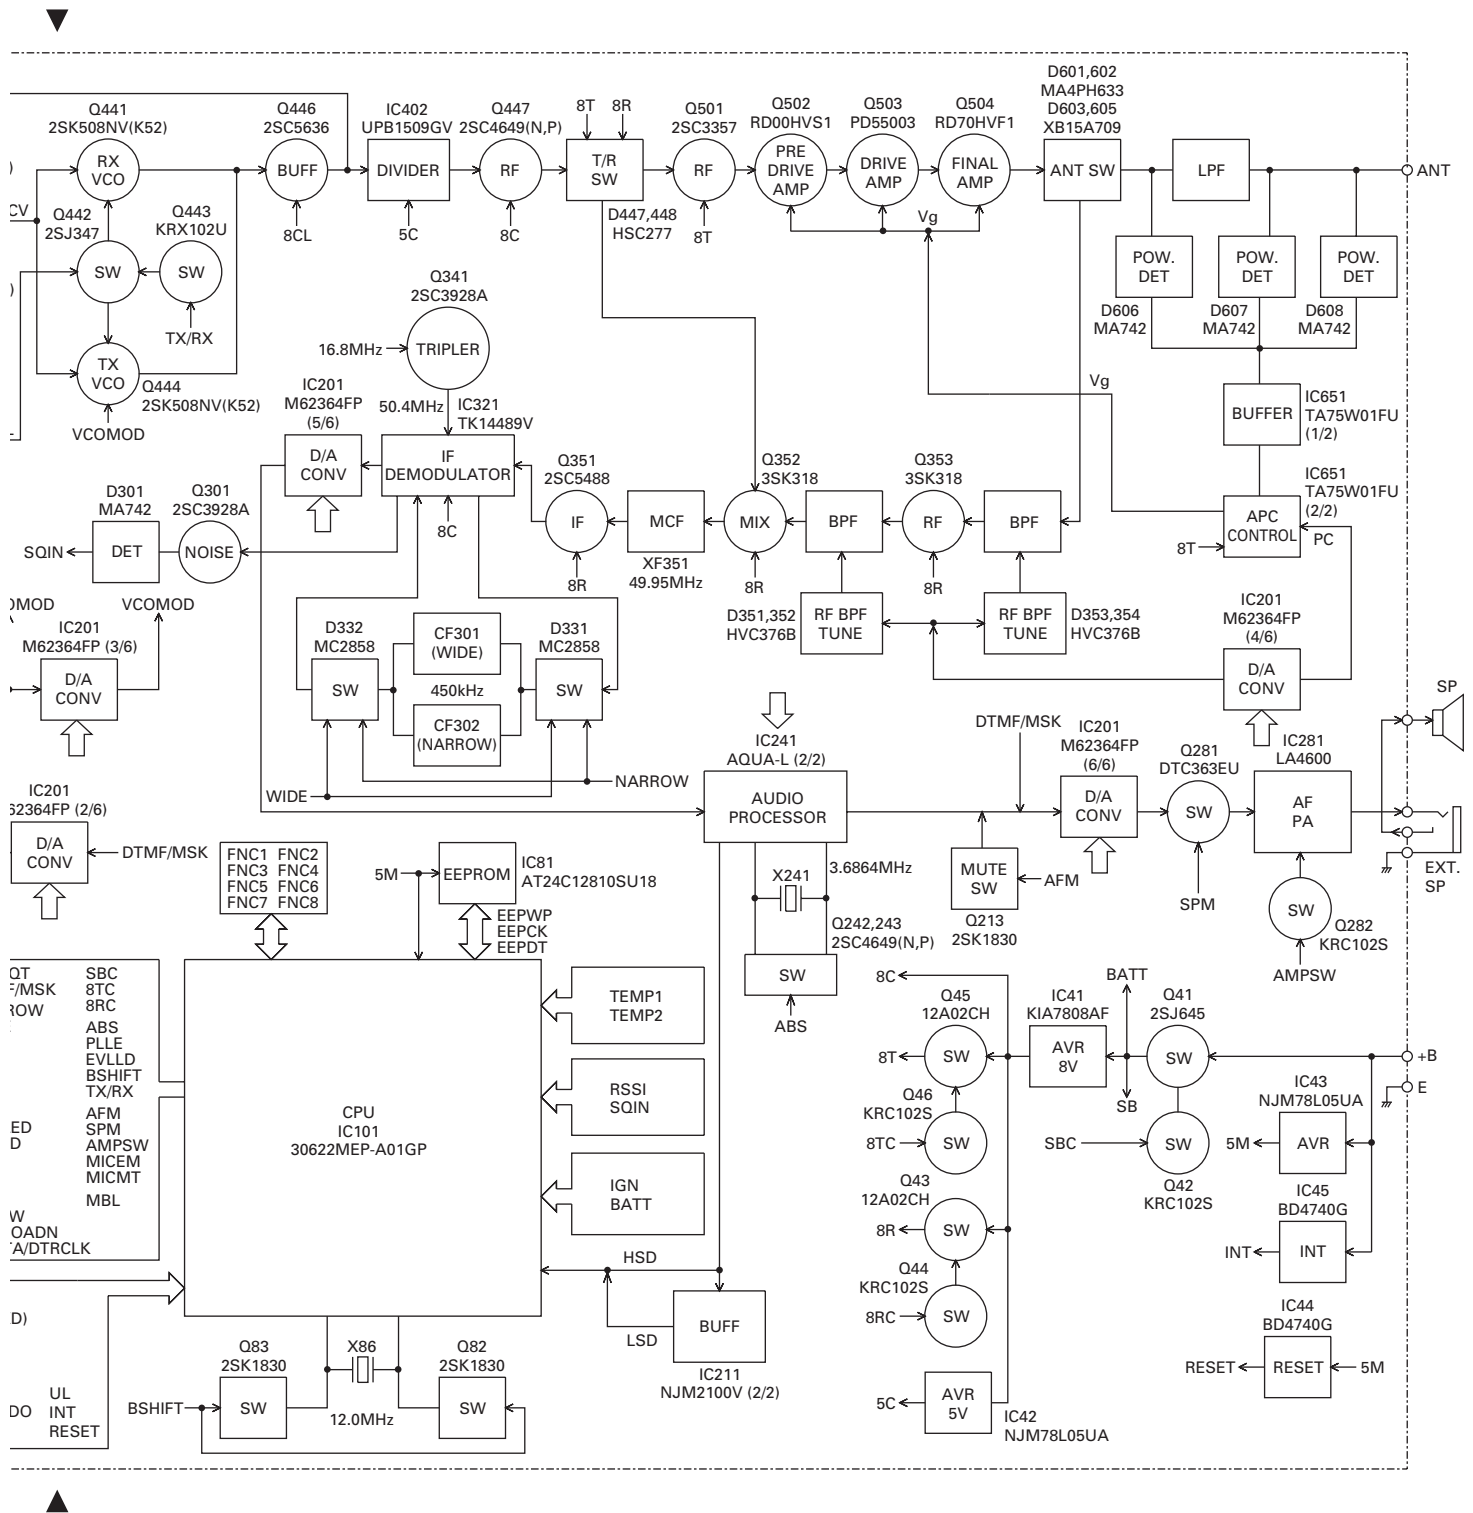 Q441
2SK508NV(K52)
RX
VCO
Q446
2SC5636
BUFF
8CL
IC402
UPB1509GV
DIVIDER
5C
Q447
2SC4649(N,P)
RF
8C
8T 8R
T/R
SW
D447,448
HSC277
Q501
2SC3357
RF
8T
Q502
RD00HVS1
PRE
DRIVE
AMP
Q503
PD55003
DRIVE
AMP
Q504
RD70HVF1
FINAL
AMP
Vg
D601,602
MA4PH633
D603,605
XB15A709
ANT SW
LPF
ANT
)
CV
Q442
2SJ347
SW
Q443
KRX102U
SW
TX/RX
)
TX
VCO
Q444
2SK508NV(K52)
VCOMOD
POW.
DET
D606
MA742
POW.
DET
D607
MA742
POW.
DET
D608
MA742
Q341
2SC3928A
16.8MHz
TRIPLER
50.4MHz
IC321
TK14489V
IF
DEMODULATOR
8C
IC201
M62364FP
(5/6)
D/A
CONV
Vg
BUFFER
IC651
TA75W01FU
(1/2)
IC651
TA75W01FU
(2/2)
APC
CONTROL
8T
PC
D301
MA742
DET
SQIN
Q301
2SC3928A
NOISE
Q351
2SC5488
IF
8R
MCF
XF351
49.95MHz
Q352
3SK318
MIX
8R
BPF
Q353
3SK318
RF
8R
BPF
D351,352
HVC376B
RF BPF
TUNE
RF BPF
TUNE
D353,354
HVC376B
IC201
M62364FP
(4/6)
D/A
CONV
OMOD
VCOMOD
IC201
M62364FP (3/6)
D/A
CONV
D332
MC2858
SW
CF301
(WIDE)
450kHz
CF302
(NARROW)
D331
MC2858
SW
WIDE
NARROW
IC201
62364FP (2/6)
D/A
CONV
DTMF/MSK
IC241
AQUA-L (2/2)
AUDIO
PROCESSOR
DTMF/MSK
IC201
M62364FP
(6/6)
D/A
CONV
Q281
DTC363EU
SW
SPM
IC281
LA4600
AF
PA
SP
EXT.
SP
MUTE
SW
AFM
Q213
2SK1830
SW
Q282
KRC102S
AMPSW
FNC1 FNC2
FNC3 FNC4
FNC5 FNC6
FNC7 FNC8
5M
EEPROM
IC81
AT24C12810SU18
EEPWP
EEPCK
EEPDT
X241
3.6864MHz
Q242,243
2SC4649(N,P)
SW
ABS
QT
F/MSK
ROW
SBC
8TC
8RC
ABS
PLLE
EVLLD
BSHIFT
TX/RX
AFM
SPM
AMPSW
MICEM
MICMT
MBL
ED
D
W
OADN
TA/DTRCLK
D)
CPU
IC101
30622MEP-A01GP
TEMP1
TEMP2
RSSI
SQIN
IGN
BATT
HSD
LSD
BUFF
IC211
NJM2100V (2/2)
8C
Q45
12A02CH
SW
8T
Q46
KRC102S
8TC
SW
Q43
12A02CH
8R
SW
Q44
KRC102S
8RC
SW
5C
AVR
5V
IC42
NJM78L05UA
IC41
KIA7808AF
AVR
8V
BATT
SB
Q41
2SJ645
SW
SBC
SW
Q42
KRC102S
+B
E
IC43
NJM78L05UA
5M
AVR
IC45
BD4740G
INT
INT
IC44
BD4740G
RESET
RESET
5M
UL
DO INT
RESET
BSHIFT
Q83
2SK1830
SW
X86
12.0MHz
Q82
2SK1830
SW